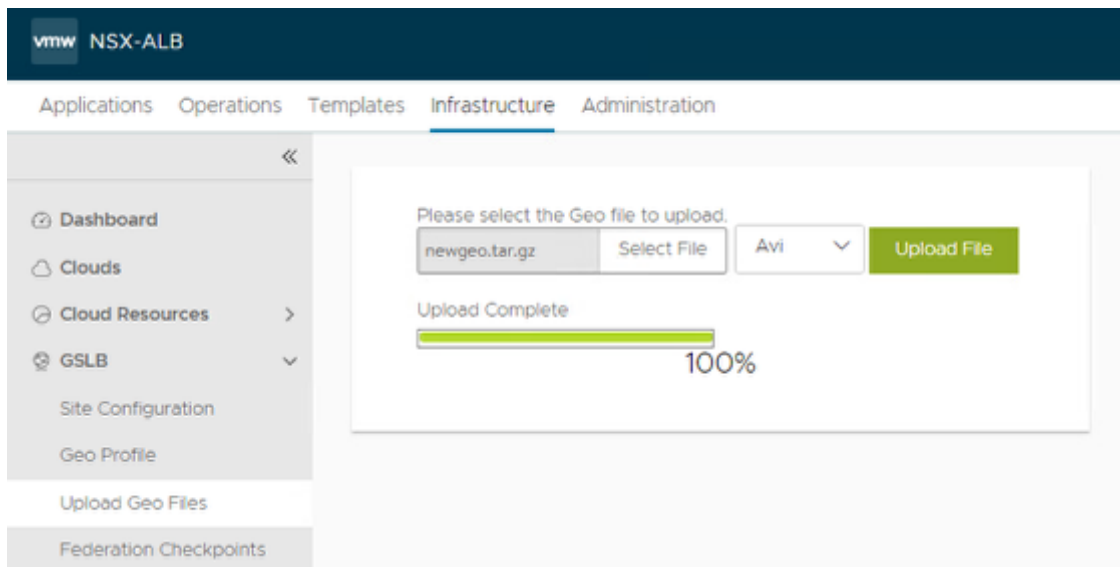 vmw NSX-ALB
Applications Operations Templates Infrastructure Administration
Dashboard
Clouds
Cloud Resources
GSLB
Site Configuration
Geo Profile
Upload Geo Files
Federation Checkpoints
Please select the Geo file to upload.
newgeo.tar.gz Select File Avi Upload File
Upload Complete
100%